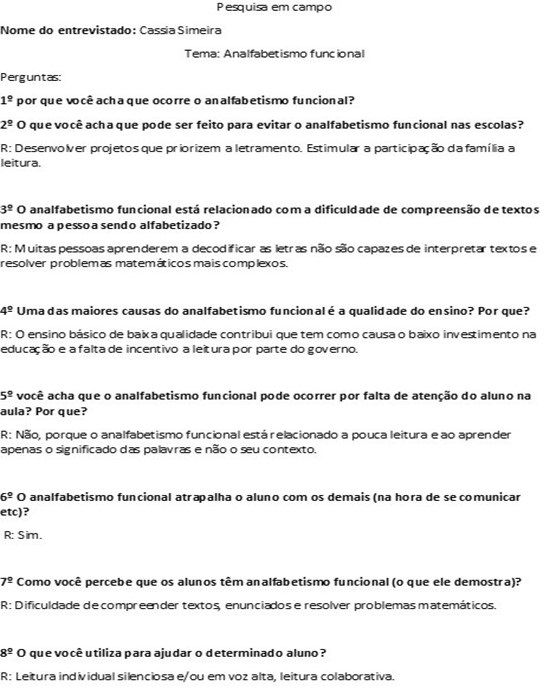 Pesquisa em campo
Nome do entrevistado: Cassia Simeira
Tema: Analfabetismo funcional
Perguntas:
1º por que você acha que ocorre o analfabetismo funcional?
2º O que você acha que pode ser feito para evitar o analfabetismo funcional nas escolas?
R: Desenvolver projetos que priorizem o letramento. Estimular a participação da família a
leitura.
3º O analfabetismo funcional está relacionado com a dificuldade de compreensão de textos
mesmo a pessoa sendo alfabetizado?
R: Muitas pessoas aprenderem a decodificar as letras não são capazes de interpretar textos e
resolver problemas matemáticos mais complexos.
4º Uma das maiores causas do analfabetismo funcional é a qualidade do ensino? Por que?
R: O ensino básico de baixa qualidade contribui que tem como causa o baixo investimento na
educação e a falta de incentivo a leitura por parte do governo.
5º você acha que o analfabetismo funcional pode ocorrer por falta de atenção do aluno na
aula? Por que?
R: Não, porque o analfabetismo funcional está relacionado a pouca leitura e ao aprender
apenas o significado das palavras e não o seu contexto.
6º O analfabetismo funcional atrapalha o aluno com os demais (na hora de se comunicar
etc)?
R: Sim.
7º Como você percebe que os alunos têm analfabetismo funcional (o que ele demostra)?
R: Dificuldade de compreender textos, enunciados e resolver problemas matemáticos.
8º O que você utiliza para ajudar o determinado aluno?
R: Leitura individual silenciosa e/ou em voz alta, leitura colaborativa.